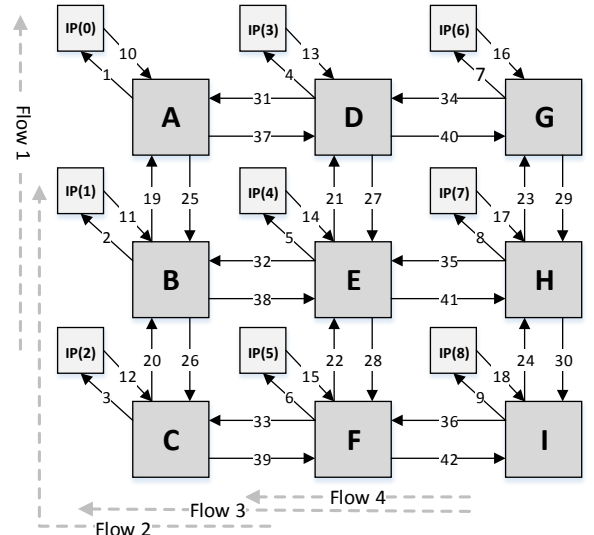 IP(0) IP(3) IP(6)
10 13 16
1 4 7
A 31 D 34 G
37 40
Flow 1
IP(1) 19 25 IP(4) 21 27 IP(7) 23 29
11 14 17
2 5 8
B 32 E 35 H
38 41
IP(2) 20 26 IP(5) 22 28 IP(8) 24 30
12 15 18
3 6 9
C 33 F 36 I
39 42
Flow 4
Flow 3
Flow 2